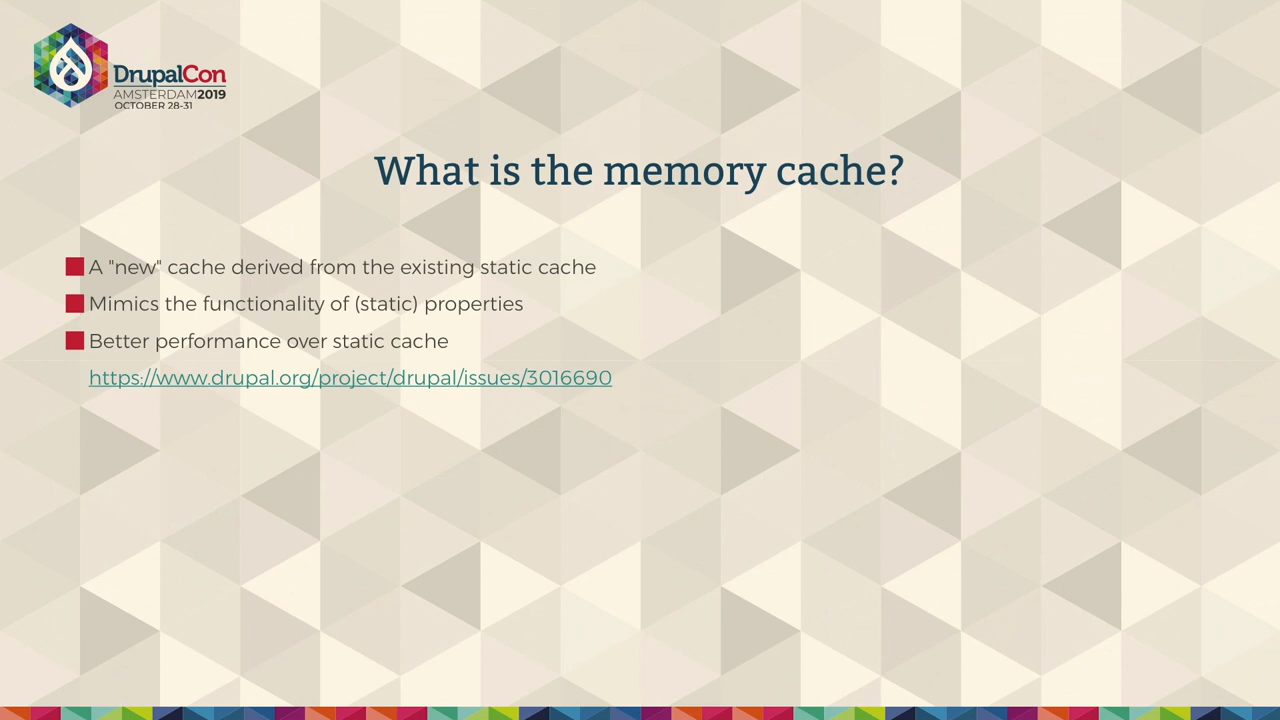 DrupalCon
AMSTERDAM2019
OCTOBER 28-31
What is the memory cache?
A "new" cache derived from the existing static cache
Mimics the functionality of (static) properties
Better performance over static cache
https://www.drupal.org/project/drupal/issues/3016690